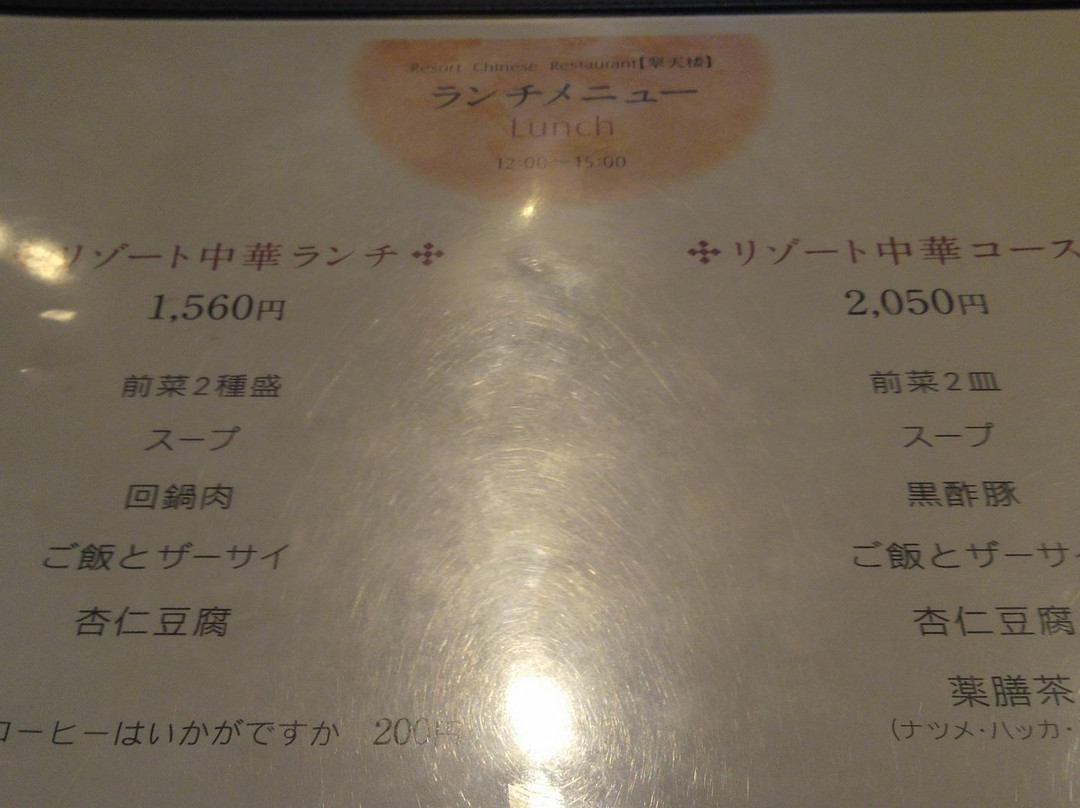 Resort Chinese Restaurant【翠天楼】
ランチメニュー
Lunch
12:00～15:00
リゾート中華ランチ
1,560円
前菜2種盛
スープ
回鍋肉
ご飯とザーサイ
杏仁豆腐
コーヒーはいかがですか 200円
リゾート中華コース
2,050円
前菜2皿
スープ
黒酢豚
ご飯とザーサイ
杏仁豆腐
薬膳茶
(ナツメ・ハッカ・